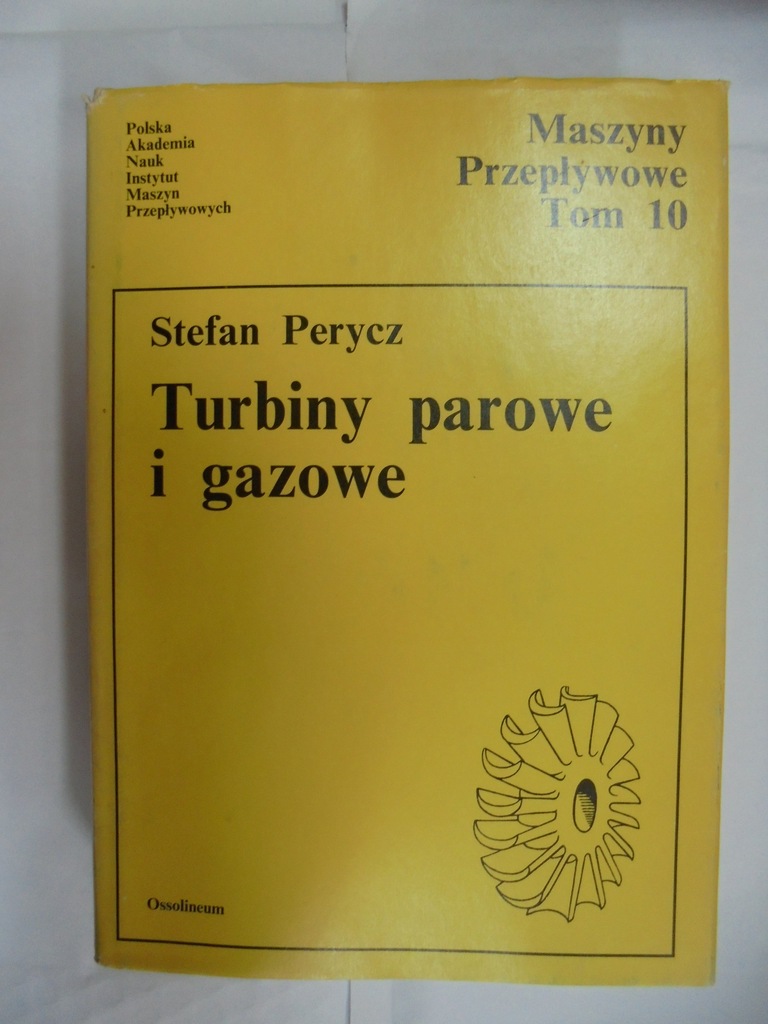 Polska
Akademia
Nauk
Instytut
Maszyn
Przepływowych
Maszyny
Przepływowe
Tom 10
Stefan Perycz
Turbiny parowe
i gazowe
Ossolineum